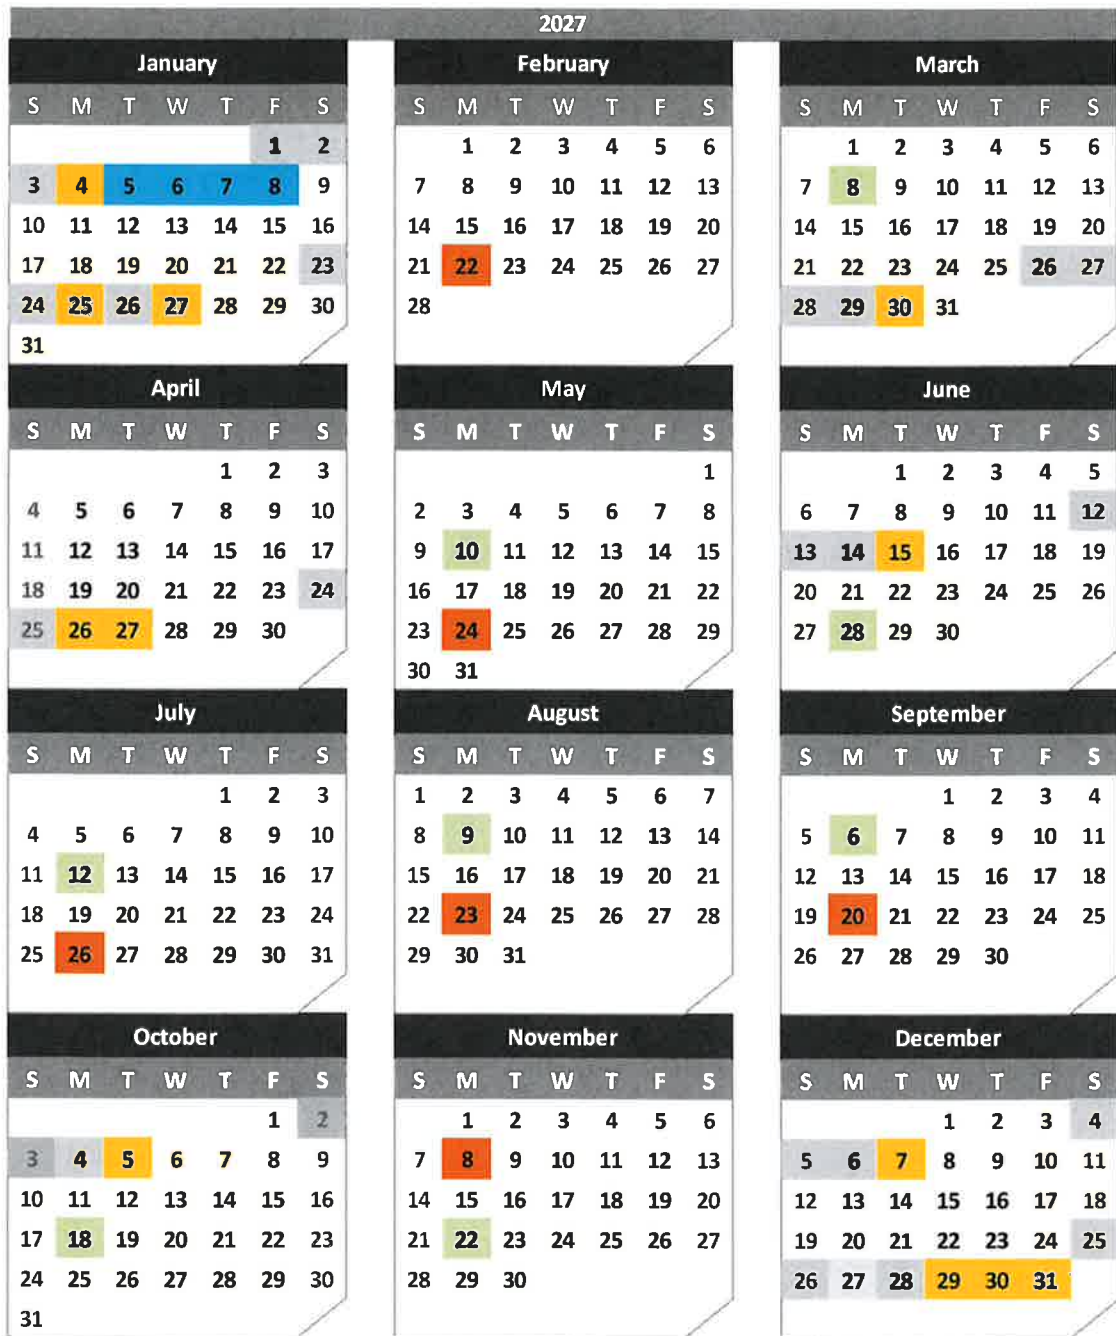 2027
January February March
S M T W T F S S M T W T F S S M T W T F S
1 2 1 2 3 4 5 6 1 2 3 4 5 6
3 4 5 6 7 8 9 7 8 9 10 11 12 13 7 8 9 10 11 12 13
10 11 12 13 14 15 16 14 15 16 17 18 19 20 14 15 16 17 18 19 20
17 18 19 20 21 22 23 21 22 23 24 25 26 27 21 22 23 24 25 26 27
24 25 26 27 28 29 30 28 28 29 30 31
31
April May June
S M T W T F S S M T W T F S S M T W T F S
1 2 3 1 1 2 3 4 5
4 5 6 7 8 9 10 2 3 4 5 6 7 8 6 7 8 9 10 11 12
11 12 13 14 15 16 17 9 10 11 12 13 14 15 13 14 15 16 17 18 19
18 19 20 21 22 23 24 16 17 18 19 20 21 22 20 21 22 23 24 25 26
25 26 27 28 29 30 23 24 25 26 27 28 29 27 28 29 30
30 31
July August September
S M T W T F S S M T W T F S S M T W T F S
1 2 3 1 2 3 4 5 6 7 1 2 3 4
4 5 6 7 8 9 10 8 9 10 11 12 13 14 5 6 7 8 9 10 11
11 12 13 14 15 16 17 15 16 17 18 19 20 21 12 13 14 15 16 17 18
18 19 20 21 22 23 24 22 23 24 25 26 27 28 19 20 21 22 23 24 25
25 26 27 28 29 30 31 29 30 31 26 27 28 29 30
October November December
S M T W T F S S M T W T F S S M T W T F S
1 2 1 2 3 4 5 6 1 2 3 4
3 4 5 6 7 8 9 7 8 9 10 11 12 13 5 6 7 8 9 10 11
10 11 12 13 14 15 16 14 15 16 17 18 19 20 12 13 14 15 16 17 18
17 18 19 20 21 22 23 21 22 23 24 25 26 27 19 20 21 22 23 24 25
24 25 26 27 28 29 30 28 29 30 26 27 28 29 30 31
31